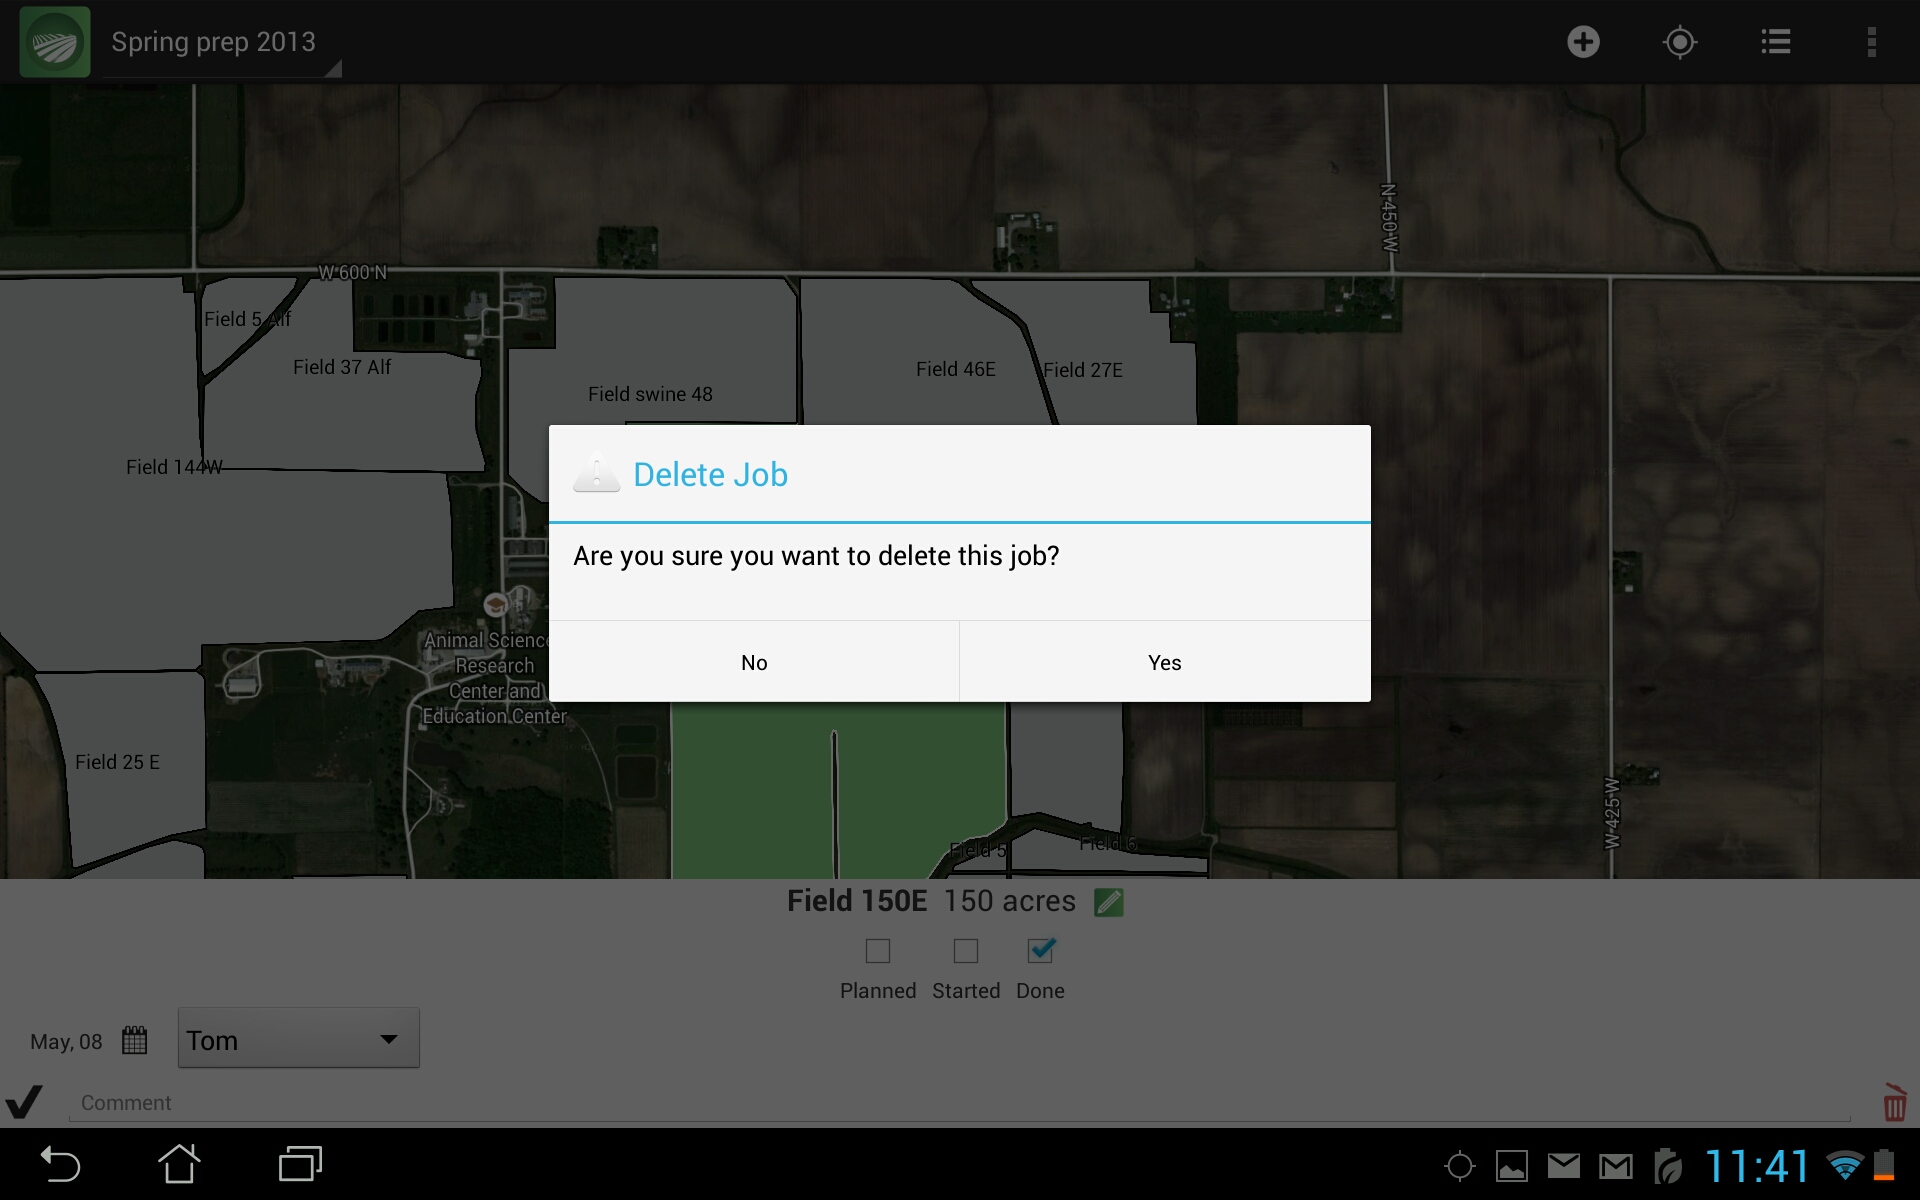 Spring prep 2013
N 450 W
W 600 N
Field 5 Alf
Field 37 Alf
Field swine 48
Field 46E
Field 27E
Field 144W
Delete Job
Are you sure you want to delete this job?
No
Yes
Animal Science
Research
Center and
Education Center
Field 25 E
W 425 W
Field 5
Field 6
Field 150E 150 acres
Planned Started Done
May, 08
Tom
Comment
11:41